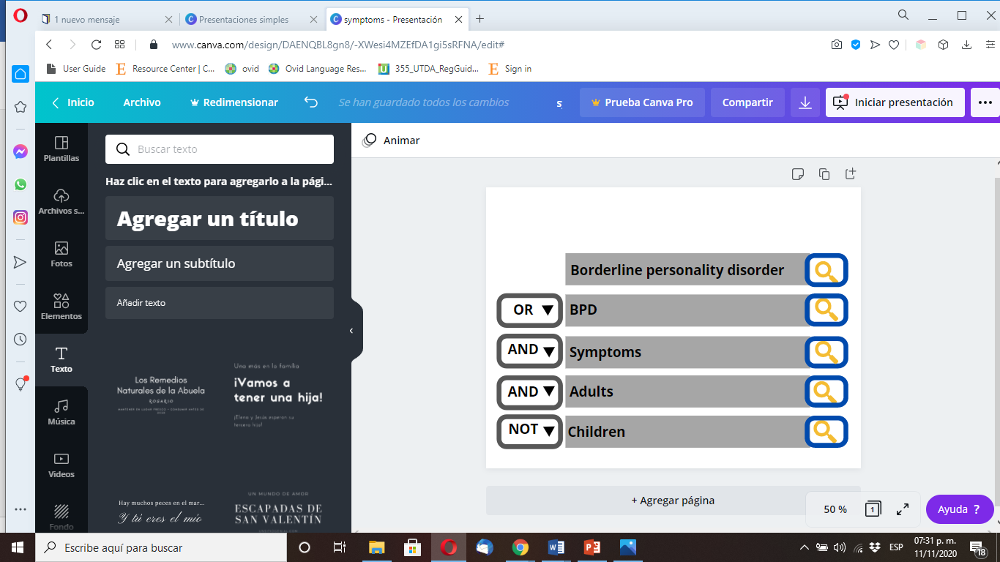 1 nuevo mensaje
Presentaciones simples
symptoms - Presentación
www.canva.com/design/DAENQBL8gn8/-XWesi4MZEfDA1gi5sRFNA/edit#
User Guide
Resource Center | C...
ovid
Ovid Language Res...
355_UTDA_RegGuid...
Sign in
Inicio
Archivo
Redimensionar
Se han guardado todos los cambios
Prueba Canva Pro
Compartir
Iniciar presentación
Plantillas
Archivos s...
Fotos
Elementos
Texto
Música
Videos
Fondo
Buscar texto
Haz clic en el texto para agregarlo a la pági...
Agregar un título
Agregar un subtítulo
Añadir texto
Los Remedios
Naturales de la Abuela
ROSARIO
Una más en la familia
¡Vamos a
tener una hija!
¡Elena y Jesús esperan su
tercera hija!
Hay muchos peces en el mar...
Y tú eres el mío
UN MUNDO DE AMOR
ESCAPADAS DE
SAN VALENTÍN
Animar
Borderline personality disorder
OR BPD
AND Symptoms
AND Adults
NOT Children
+ Agregar página
50 %
1
Ayuda ?
Escribe aquí para buscar
ESP
07:31 p. m.
11/11/2020
18